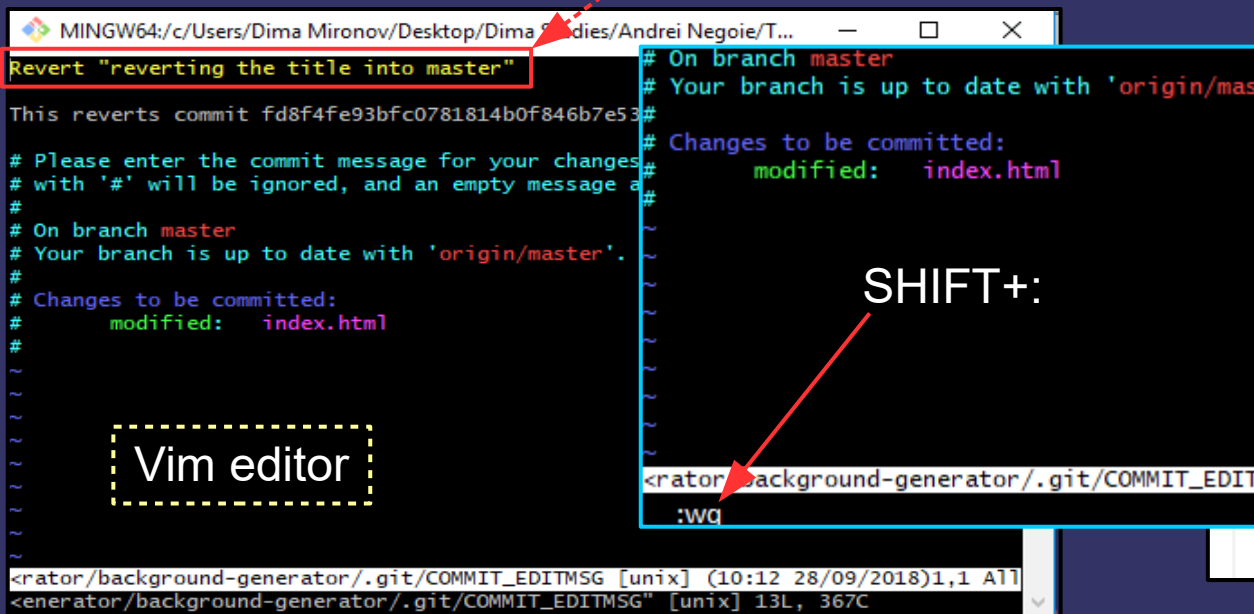 MINGW64:/c/Users/Dima Mironov/Desktop/Dima Studies/Andrei Negoie/T...
Revert "reverting the title into master"
This reverts commit fd8f4fe93bfc0781814b0f846b7e53
# Please enter the commit message for your changes
# with '#' will be ignored, and an empty message a
#
# On branch master
# Your branch is up to date with 'origin/master'.
#
# Changes to be committed:
#       modified:   index.html
#
~
~
~
~
~
~
~
~
~
Vim editor
<rator/background-generator/.git/COMMIT_EDITMSG [unix] (10:12 28/09/2018)1,1 All
<enerator/background-generator/.git/COMMIT_EDITMSG" [unix] 13L, 367C
# On branch master
# Your branch is up to date with 'origin/mas
#
# Changes to be committed:
#       modified:   index.html
#
~
~
~
~
~
~
SHIFT+:
<rator/background-generator/.git/COMMIT_EDIT
:wq